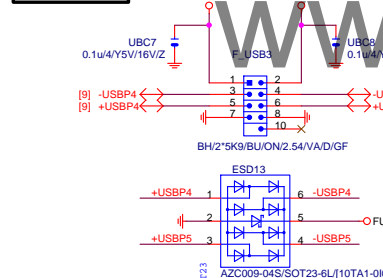 WW
UBC7
0.1u/4/Y5V/16V/Z
F_USB3
UBC8
0.1u/4/Y
1 2
[9] -USBP4 3 4 -U
[9] +USBP4 5 6 +U
7 8
10
BH/2*5K9/BU/ON/2.54/VA/D/GF
ESD13
+USBP4 1 6 -USBP4
2 5 FU
+USBP5 3 4 -USBP5
AZC009-04S/SOT23-6L/[10TA1-0